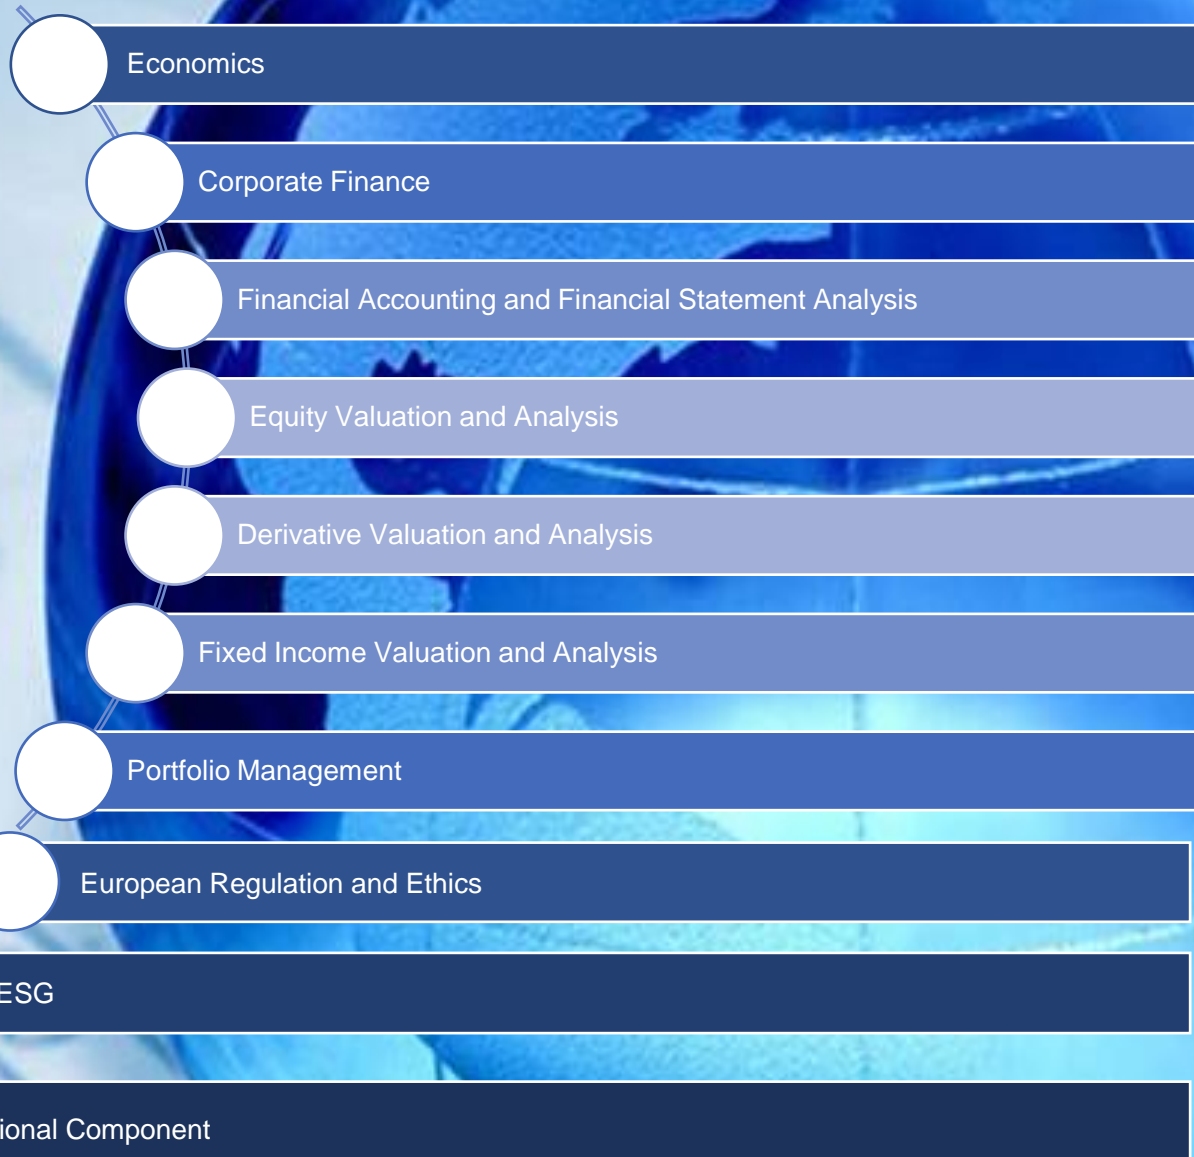 Economics
Corporate Finance
Financial Accounting and Financial Statement Analysis
Equity Valuation and Analysis
Derivative Valuation and Analysis
Fixed Income Valuation and Analysis
Portfolio Management
European Regulation and Ethics
ESG
Component